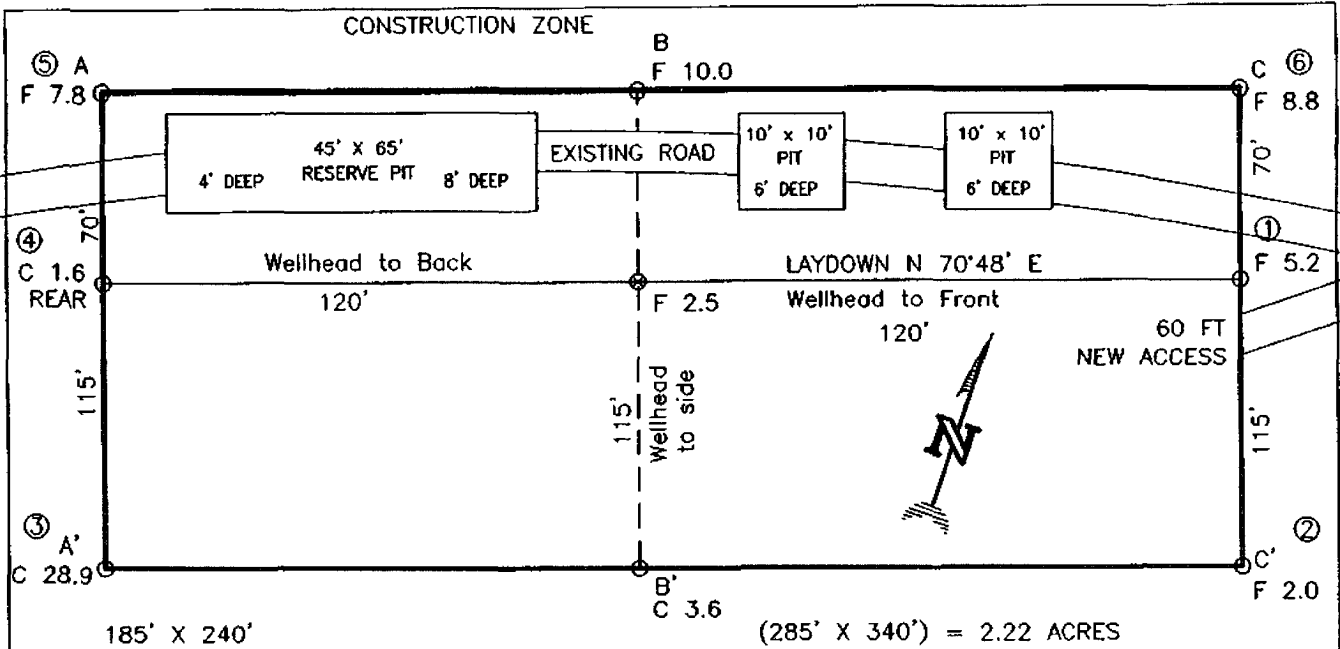 CONSTRUCTION ZONE
⑤ A
F 7.8
B
F 10.0
C ⑥
F 8.8
45' X 65'
RESERVE PIT
4' DEEP
8' DEEP
EXISTING ROAD
10' x 10'
PIT
6' DEEP
10' x 10'
PIT
6' DEEP
70'
70'
④
C 1.6
REAR
Wellhead to Back
120'
F 2.5
LAYDOWN N 70°48' E
Wellhead to Front
120'
①
F 5.2
60 FT
NEW ACCESS
115'
115'
Wellhead
to side
N
115'
③
A'
C 28.9
B'
C 3.6
②
C'
F 2.0
185' X 240'
(285' X 340') = 2.22 ACRES